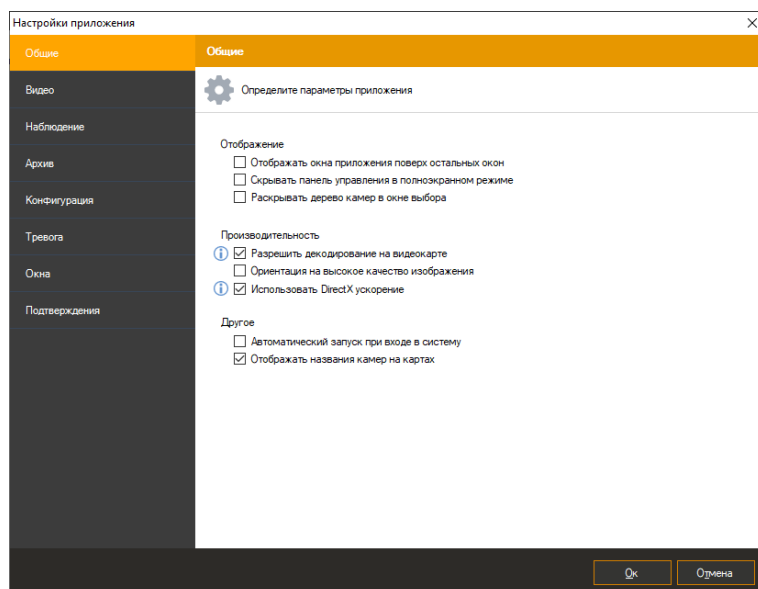 Настройки приложения
Общие
Общие
Видео
Определите параметры приложения
Наблюдение
Архив
Конфигурация
Тревога
Окна
Подтверждения
Отображение
Отображать окна приложения поверх остальных окон
Скрывать панель управления в полноэкранном режиме
Раскрывать дерево камер в окне выбора
Производительность
Разрешить декодирование на видеокарте
Ориентация на высокое качество изображения
Использовать DirectX ускорение
Другое
Автоматический запуск при входе в систему
Отображать названия камер на картах
Ок
Отмена